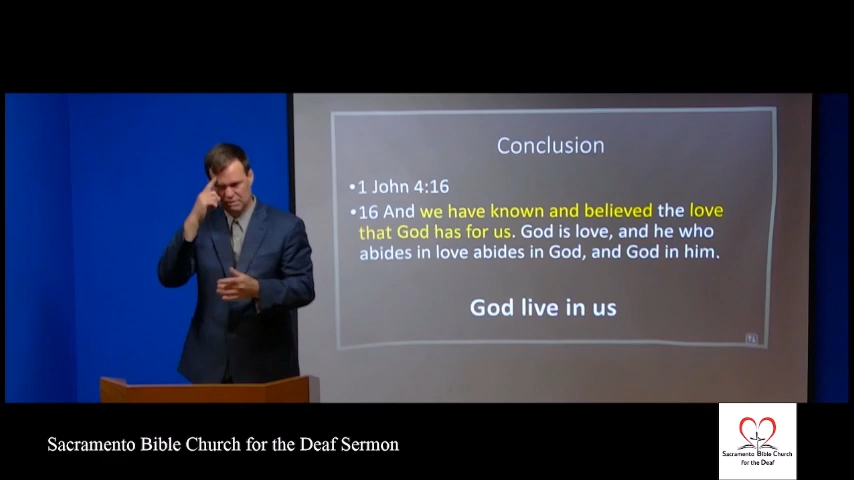 Conclusion
•1 John 4:16
•16 And we have known and believed the love
that God has for us. God is love, and he who
abides in love abides in God, and God in him.
God live in us
Sacramento Bible Church for the Deaf Sermon
Sacramento Bible Church
For the Deaf